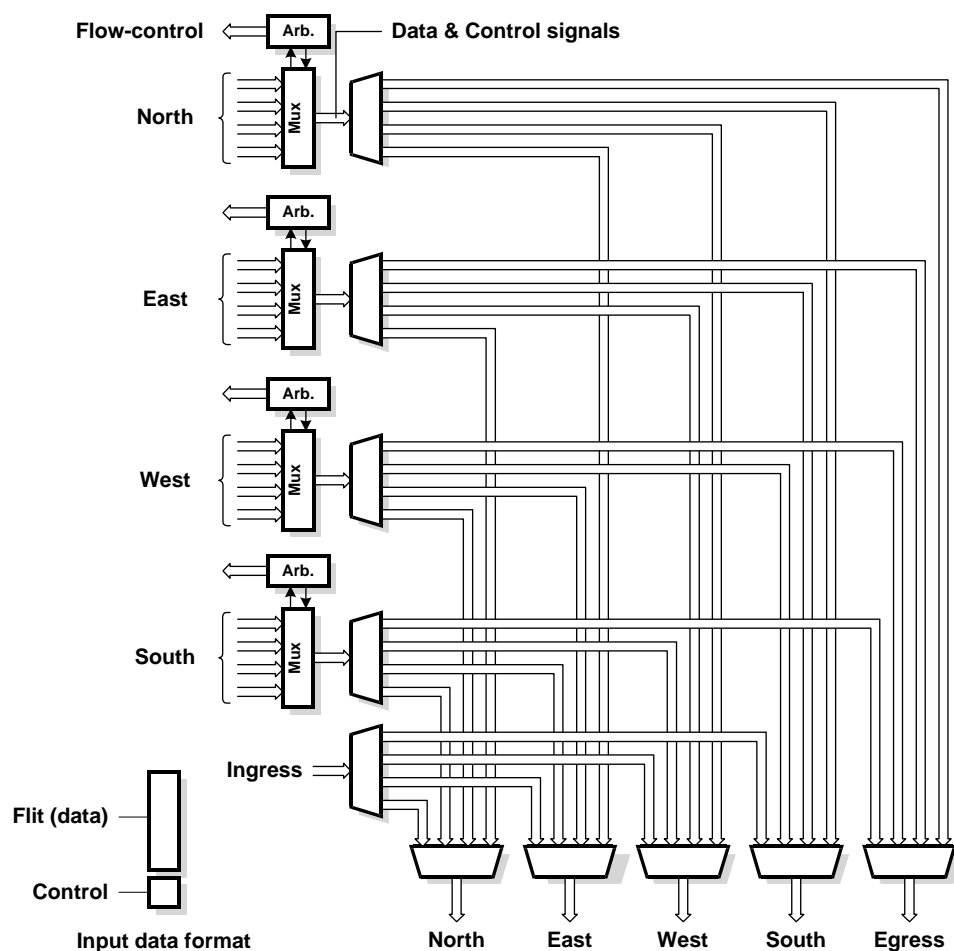 Flow-control
Arb.
Data & Control signals
North
Mux
Arb.
East
Mux
Arb.
West
Mux
Arb.
South
Mux
Ingress
Flit (data)
Control
Input data format
North
East
West
South
Egress